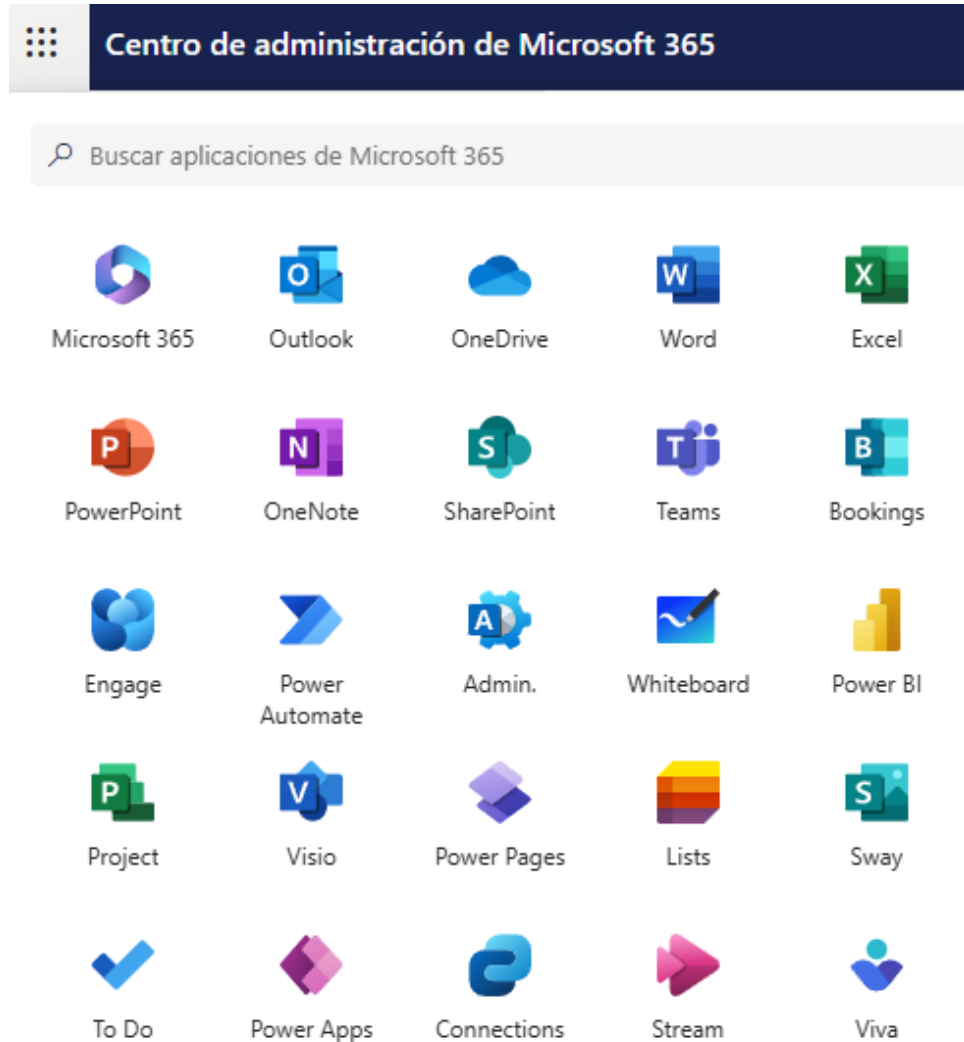 Centro de administración de Microsoft 365
Buscar aplicaciones de Microsoft 365
Microsoft 365 Outlook OneDrive Word Excel
PowerPoint OneNote SharePoint Teams Bookings
Engage Power Automate Admin. Whiteboard Power BI
Project Visio Power Pages Lists Sway
To Do Power Apps Connections Stream Viva